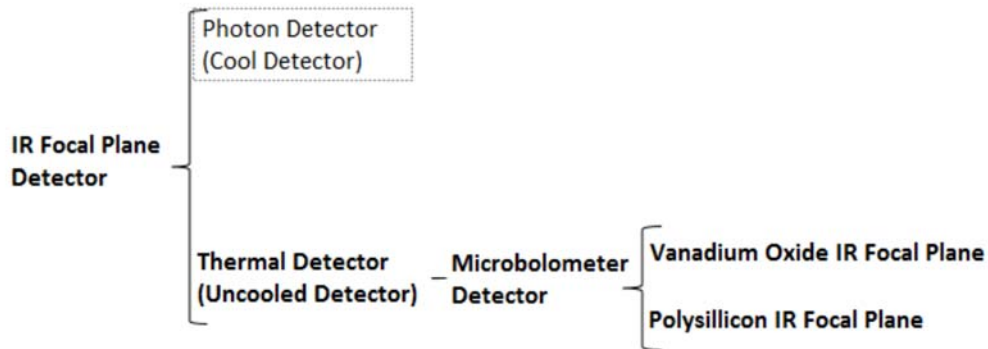 Photon Detector
(Cool Detector)
IR Focal Plane
Detector
Thermal Detector
(Uncooled Detector)
Microbolometer
Detector
Vanadium Oxide IR Focal Plane
Polysillicon IR Focal Plane